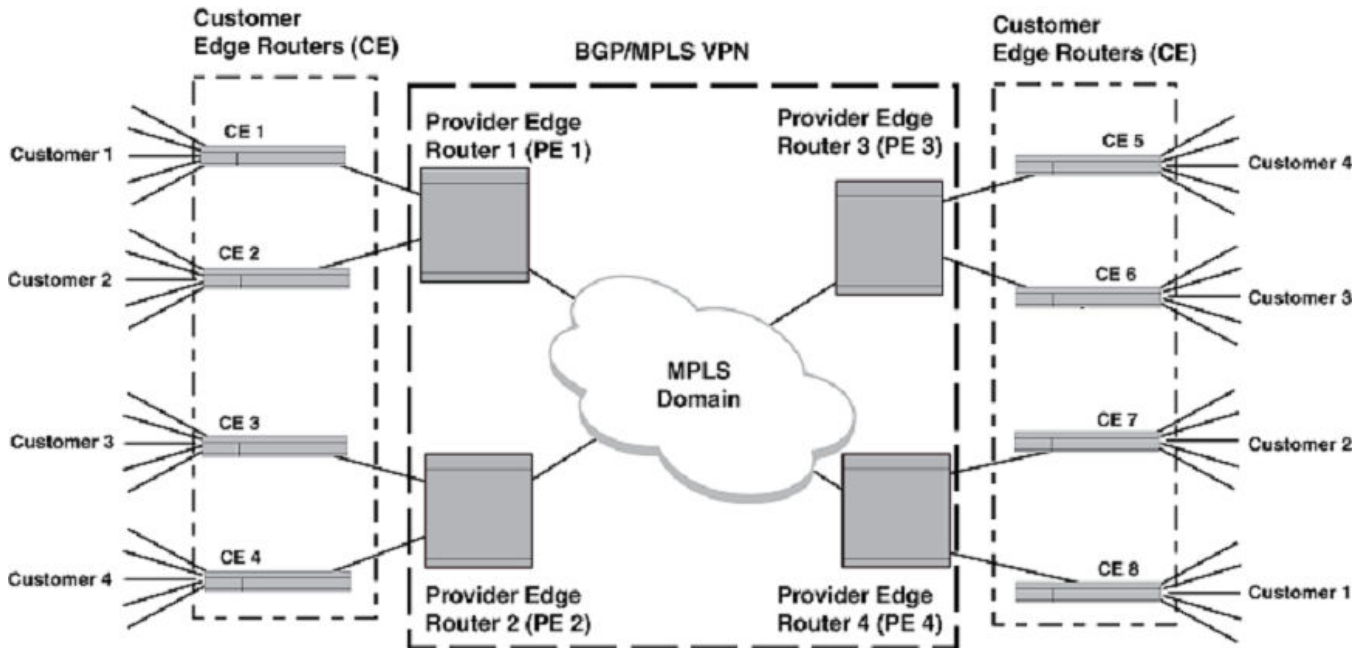 Customer
Edge Routers (CE)
BGP/MPLS VPN
Customer
Edge Routers (CE)
Customer 1
CE 1
Provider Edge
Router 1 (PE 1)
Provider Edge
Router 3 (PE 3)
CE 5
Customer 4
Customer 2
CE 2
CE 6
Customer 3
MPLS
Domain
Customer 3
CE 3
CE 7
Customer 2
Customer 4
CE 4
Provider Edge
Router 2 (PE 2)
Provider Edge
Router 4 (PE 4)
CE 8
Customer 1